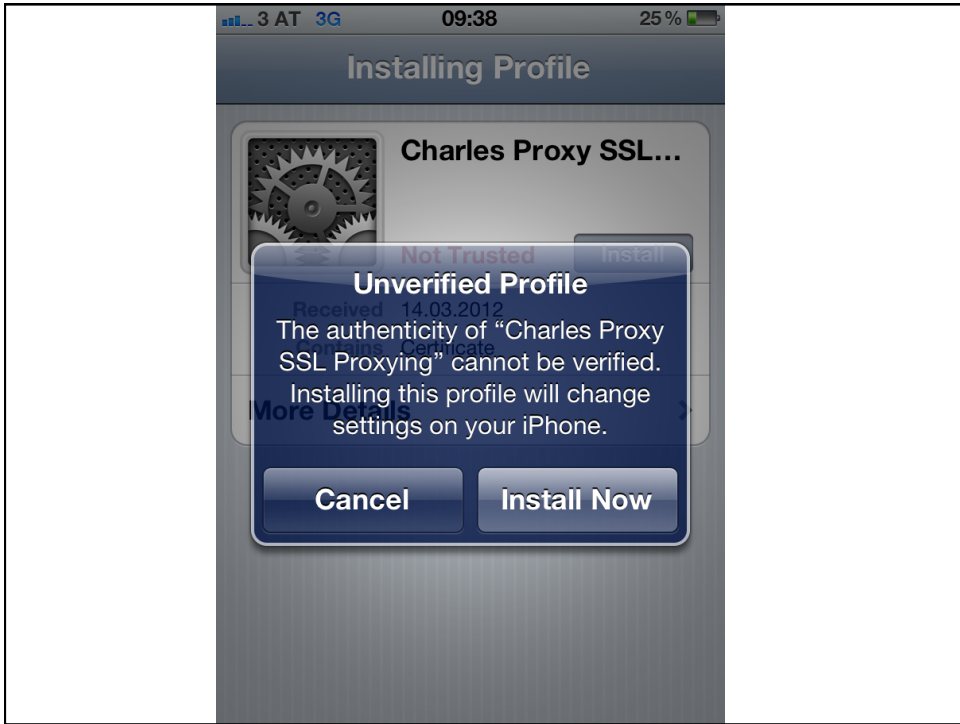 3 AT 3G 09:38 25 %
Installing Profile
Charles Proxy SSL...
Not Trusted Install
Unverified Profile
Received 14.03.2012
The authenticity of “Charles Proxy
Contains Certificate
SSL Proxying” cannot be verified.
Installing this profile will change
More Details
settings on your iPhone.
Cancel Install Now